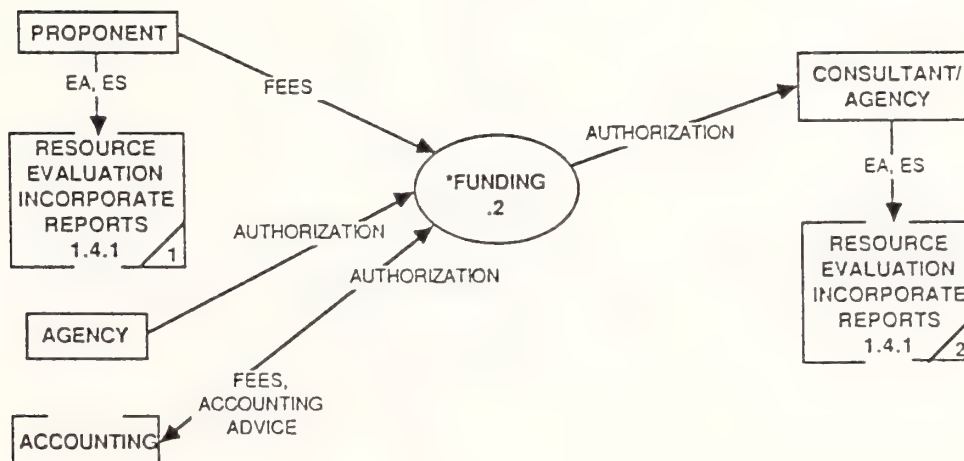 PROPONENT
EA, ES
RESOURCE
EVALUATION
INCORPORATE
REPORTS
1.4.1
1
FEES
AUTHORIZATION
AGENCY
*FUNDING
.2
AUTHORIZATION
FEES,
ACCOUNTING
ADVICE
ACCOUNTING
AUTHORIZATION
CONSULTANT/
AGENCY
EA, ES
RESOURCE
EVALUATION
INCORPORATE
REPORTS
1.4.1
2